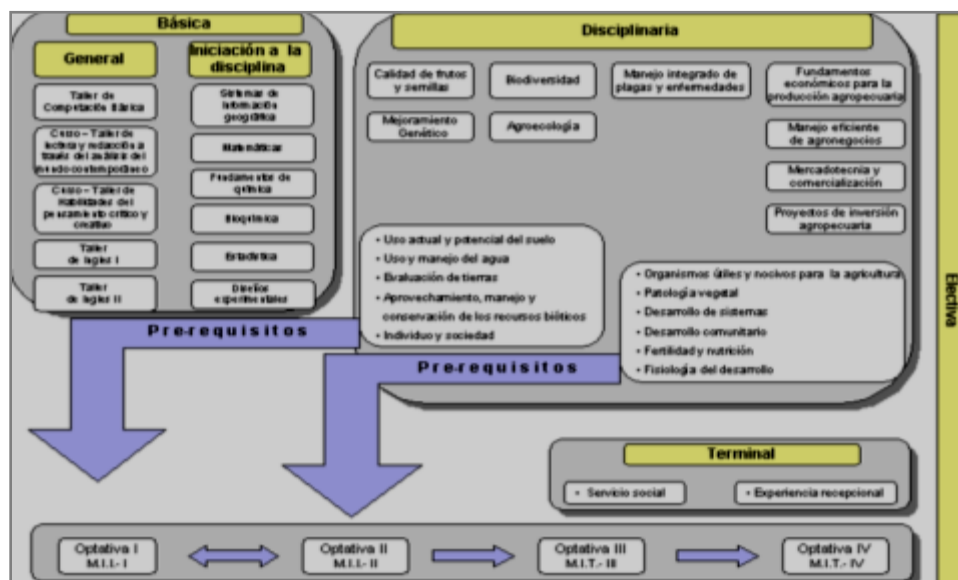 Básica
General
Taller de
Computación Básica
Curso – Taller de
lectura y redacción a
través del análisis del
mundo contemporáneo
Curso – Taller de
Habilidades del
pensamiento crítico y
creativo
Taller
de Ingles I
Taller
de Ingles II
Iniciación a la
disciplina
Sistemas de
Información
geográfica
Matemáticas
Fundamentos de
química
Bioquímica
Estadística
Diseños
experimentales
Disciplinaria
Calidad de frutos
y semillas
Biodiversidad
Manejo integrado de
plagas y enfermedades
Fundamentos
económicos para la
producción agropecuaria
Mejoramiento
Genético
Agroecología
Manejo eficiente
de agronegocios
Mercadotecnia y
comercialización
Proyectos de inversión
agropecuaria
• Uso actual y potencial del suelo
• Uso y manejo del agua
• Evaluación de tierras
• Aprovechamiento, manejo y
conservación de los recursos bióticos
• Individuo y sociedad
• Organismos útiles y nocivos para la agricultura
• Patología vegetal
• Desarrollo de sistemas
• Desarrollo comunitario
• Fertilidad y nutrición
• Fisiología del desarrollo
Pre-requisitos
Pre-requisitos
Electiva
Terminal
• Servicio social
• Experiencia recepcional
Optativa I
M.I.I.- I
Optativa II
M.I.I.- II
Optativa III
M.I.T.- III
Optativa IV
M.I.T.- IV